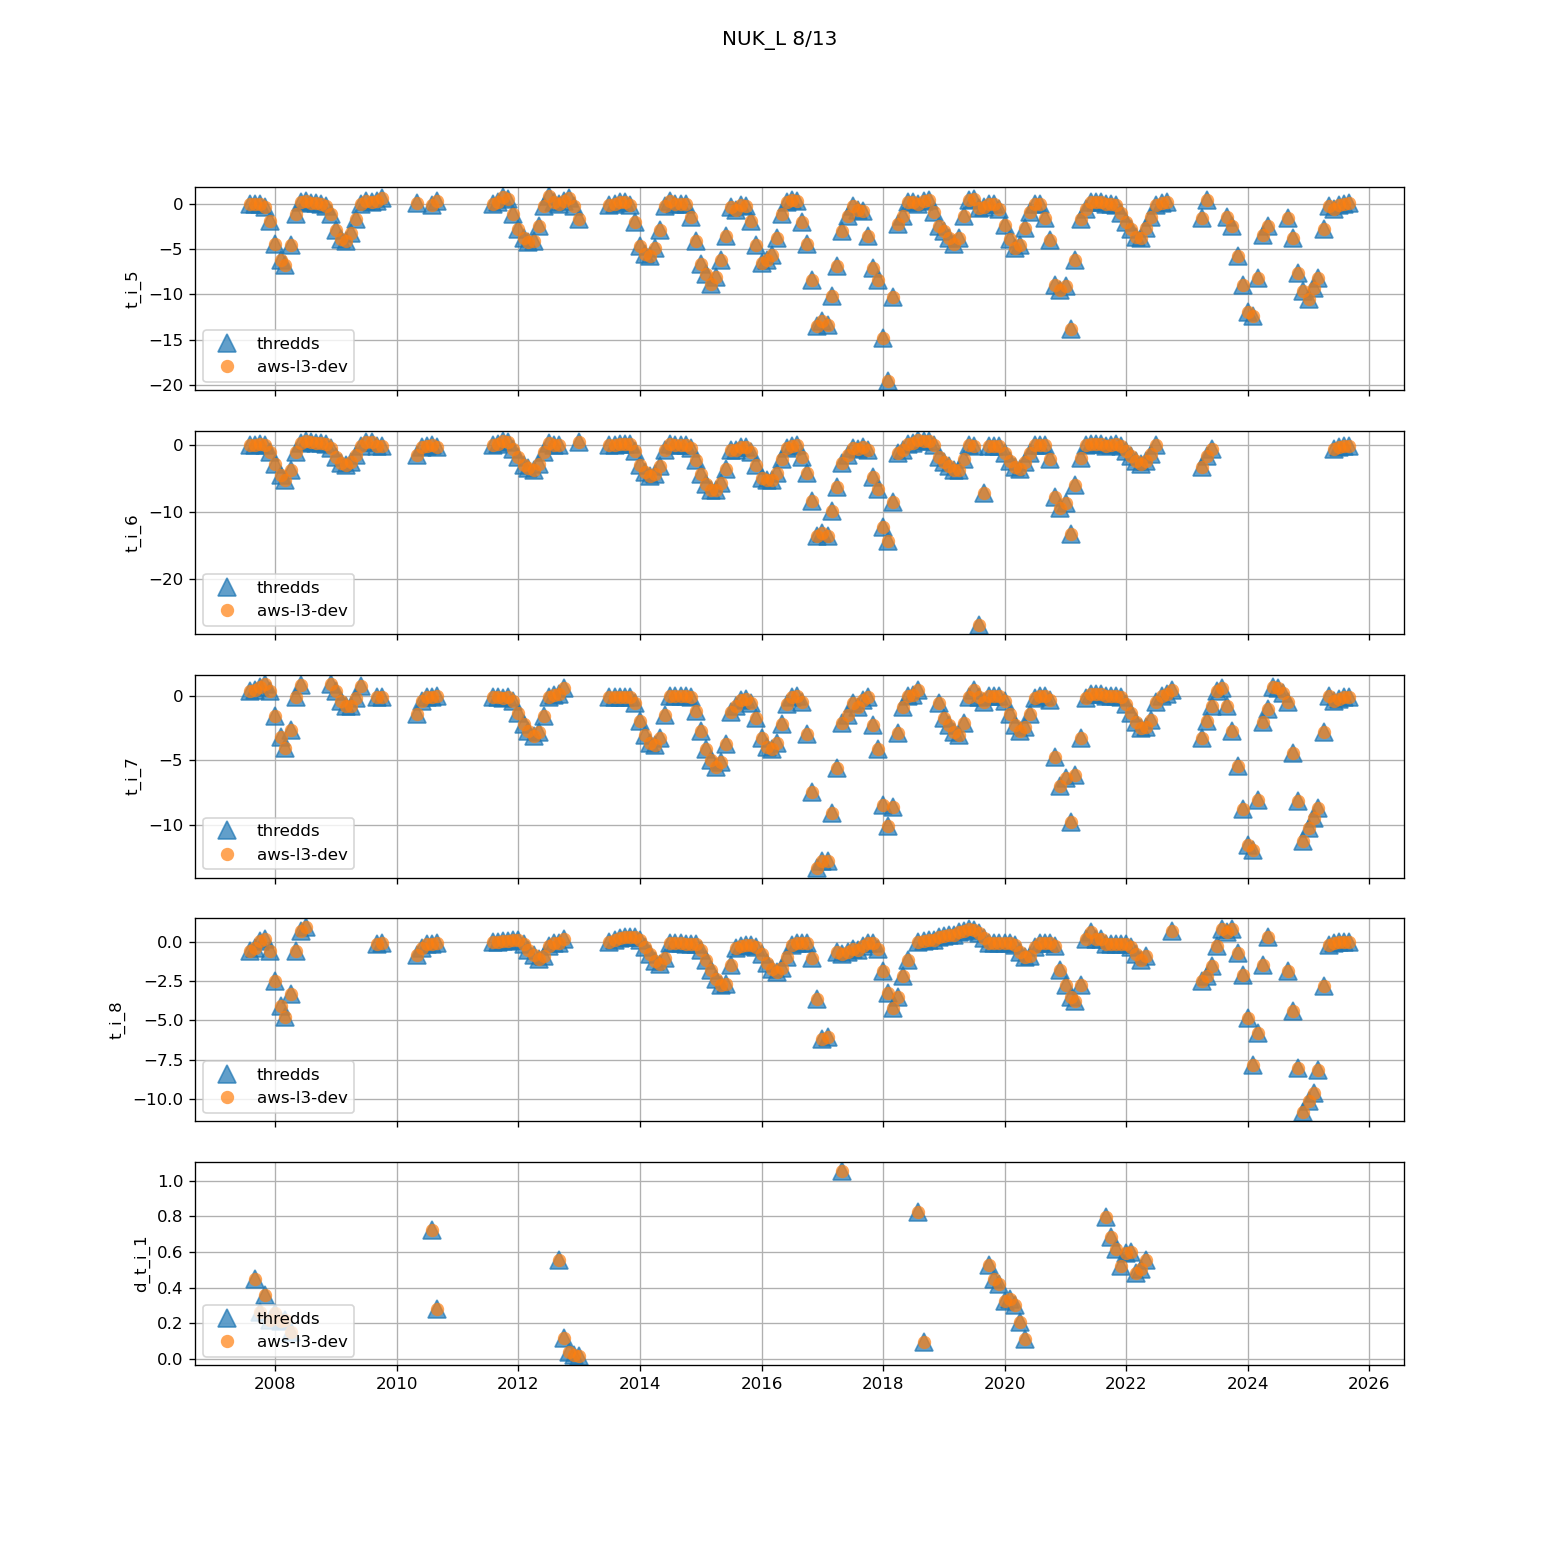 NUK_L 8/13
0
−5
−10
−15
−20
t_i_5
thredds
aws-l3-dev
0
−10
−20
t_i_6
thredds
aws-l3-dev
0
−5
−10
t_i_7
thredds
aws-l3-dev
0.0
−2.5
−5.0
−7.5
−10.0
t_i_8
thredds
aws-l3-dev
1.0
0.8
0.6
0.4
0.2
0.0
d_t_i_1
thredds
aws-l3-dev
2008 2010 2012 2014 2016 2018 2020 2022 2024 2026